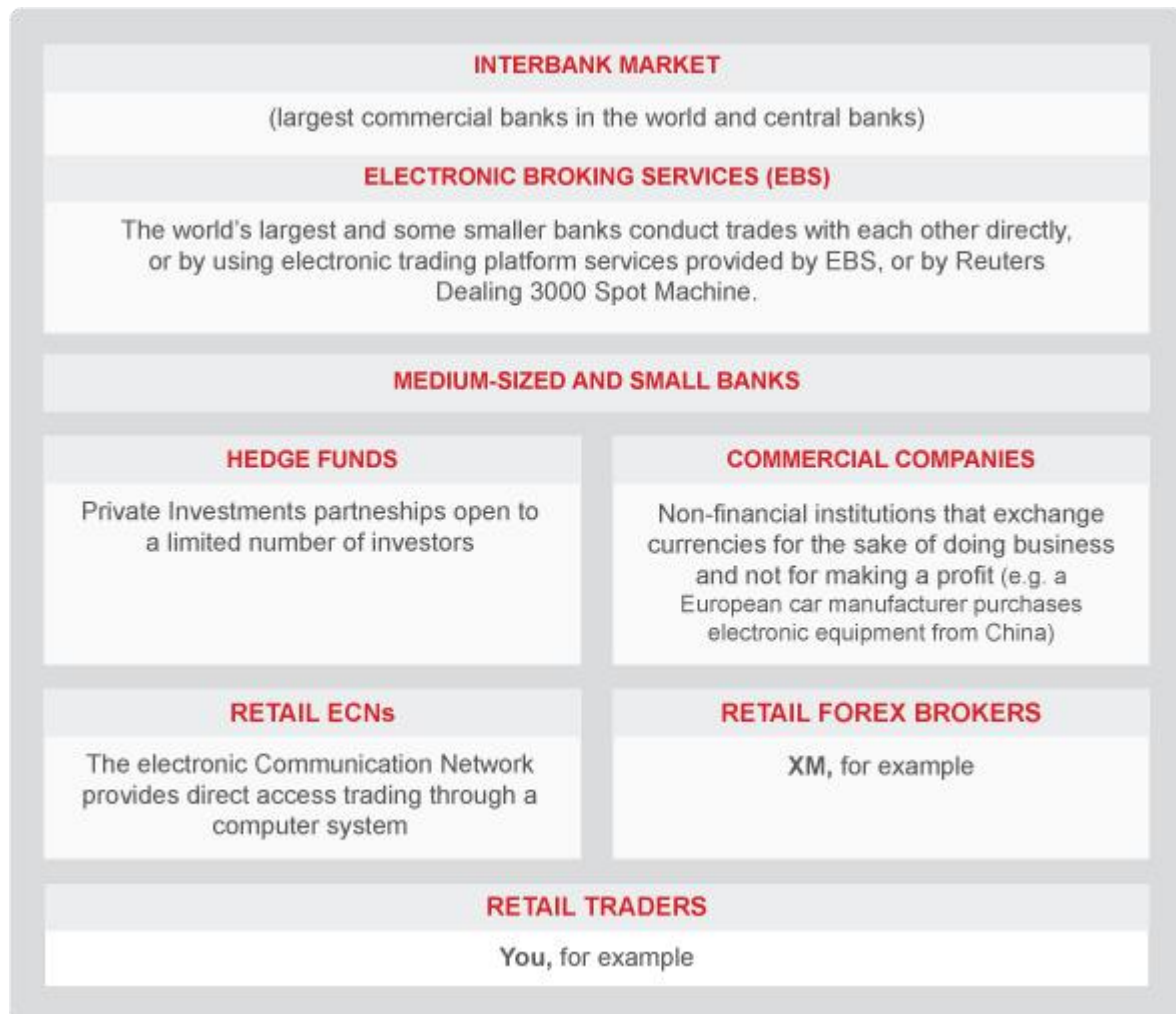 INTERBANK MARKET
(largest commercial banks in the world and central banks)
ELECTRONIC BROKING SERVICES (EBS)
The world's largest and some smaller banks conduct trades with each other directly,
or by using electronic trading platform services provided by EBS, or by Reuters
Dealing 3000 Spot Machine.
MEDIUM-SIZED AND SMALL BANKS
HEDGE FUNDS
Private Investments partneships open to
a limited number of investors
COMMERCIAL COMPANIES
Non-financial institutions that exchange
currencies for the sake of doing business
and not for making a profit (e.g. a
European car manufacturer purchases
electronic equipment from China)
RETAIL ECNs
The electronic Communication Network
provides direct access trading through a
computer system
RETAIL FOREX BROKERS
XM, for example
RETAIL TRADERS
You, for example